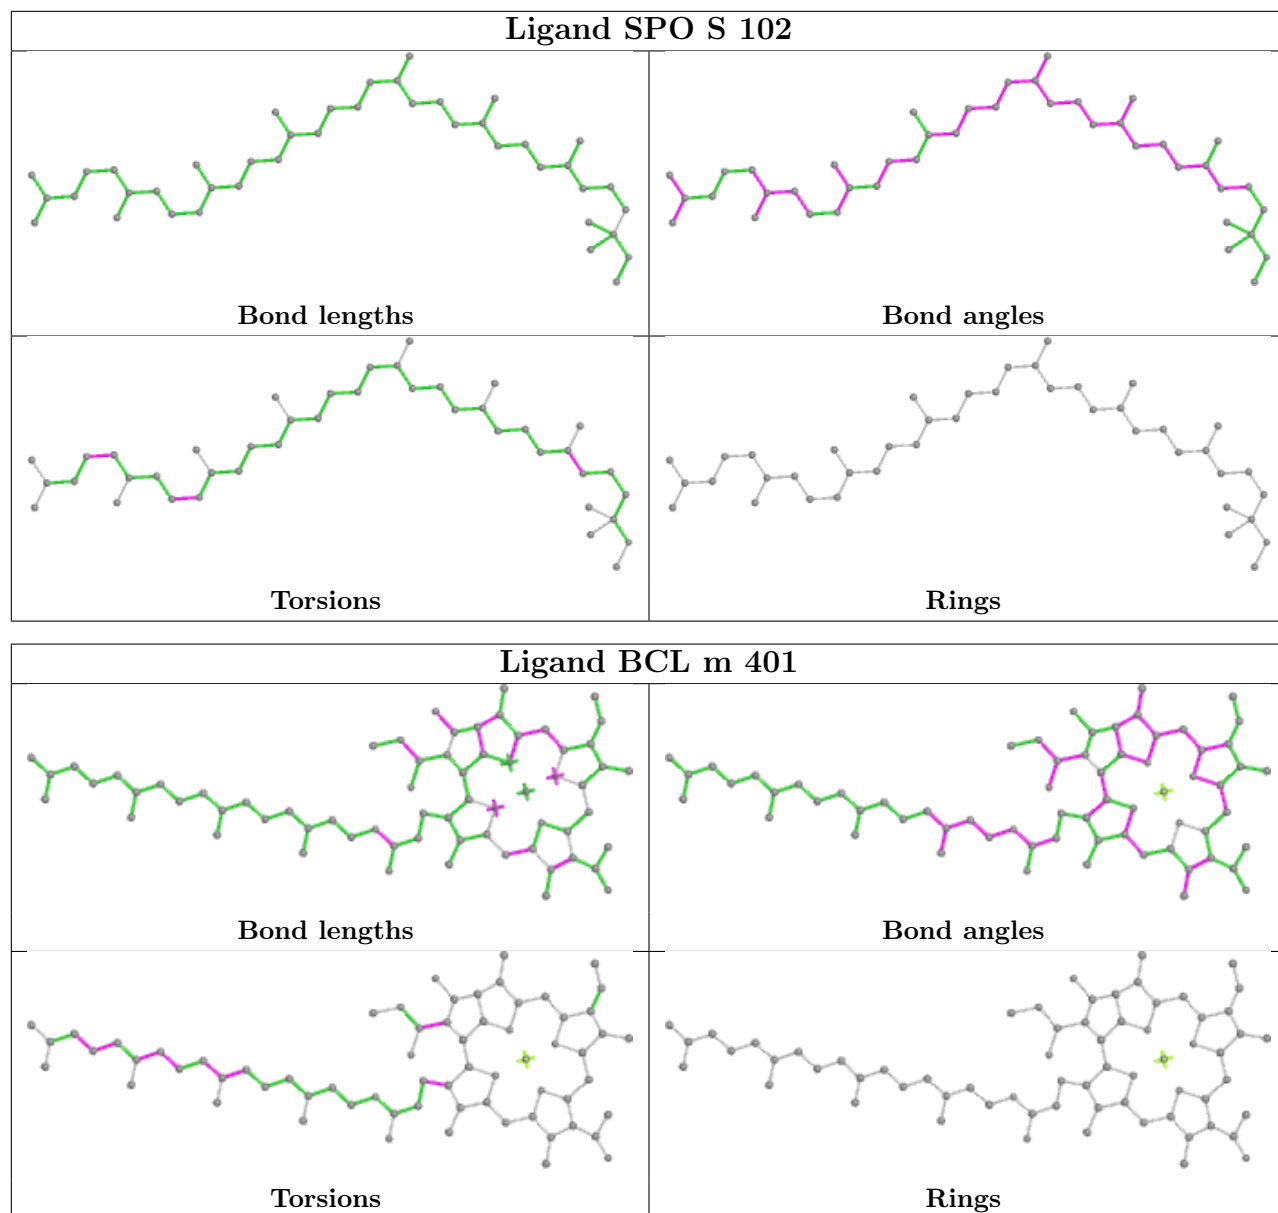 Ligand SPO S 102
Bond lengths
Bond angles
Torsions
Rings
Ligand BCL m 401
Bond lengths
Bond angles
Torsions
Rings